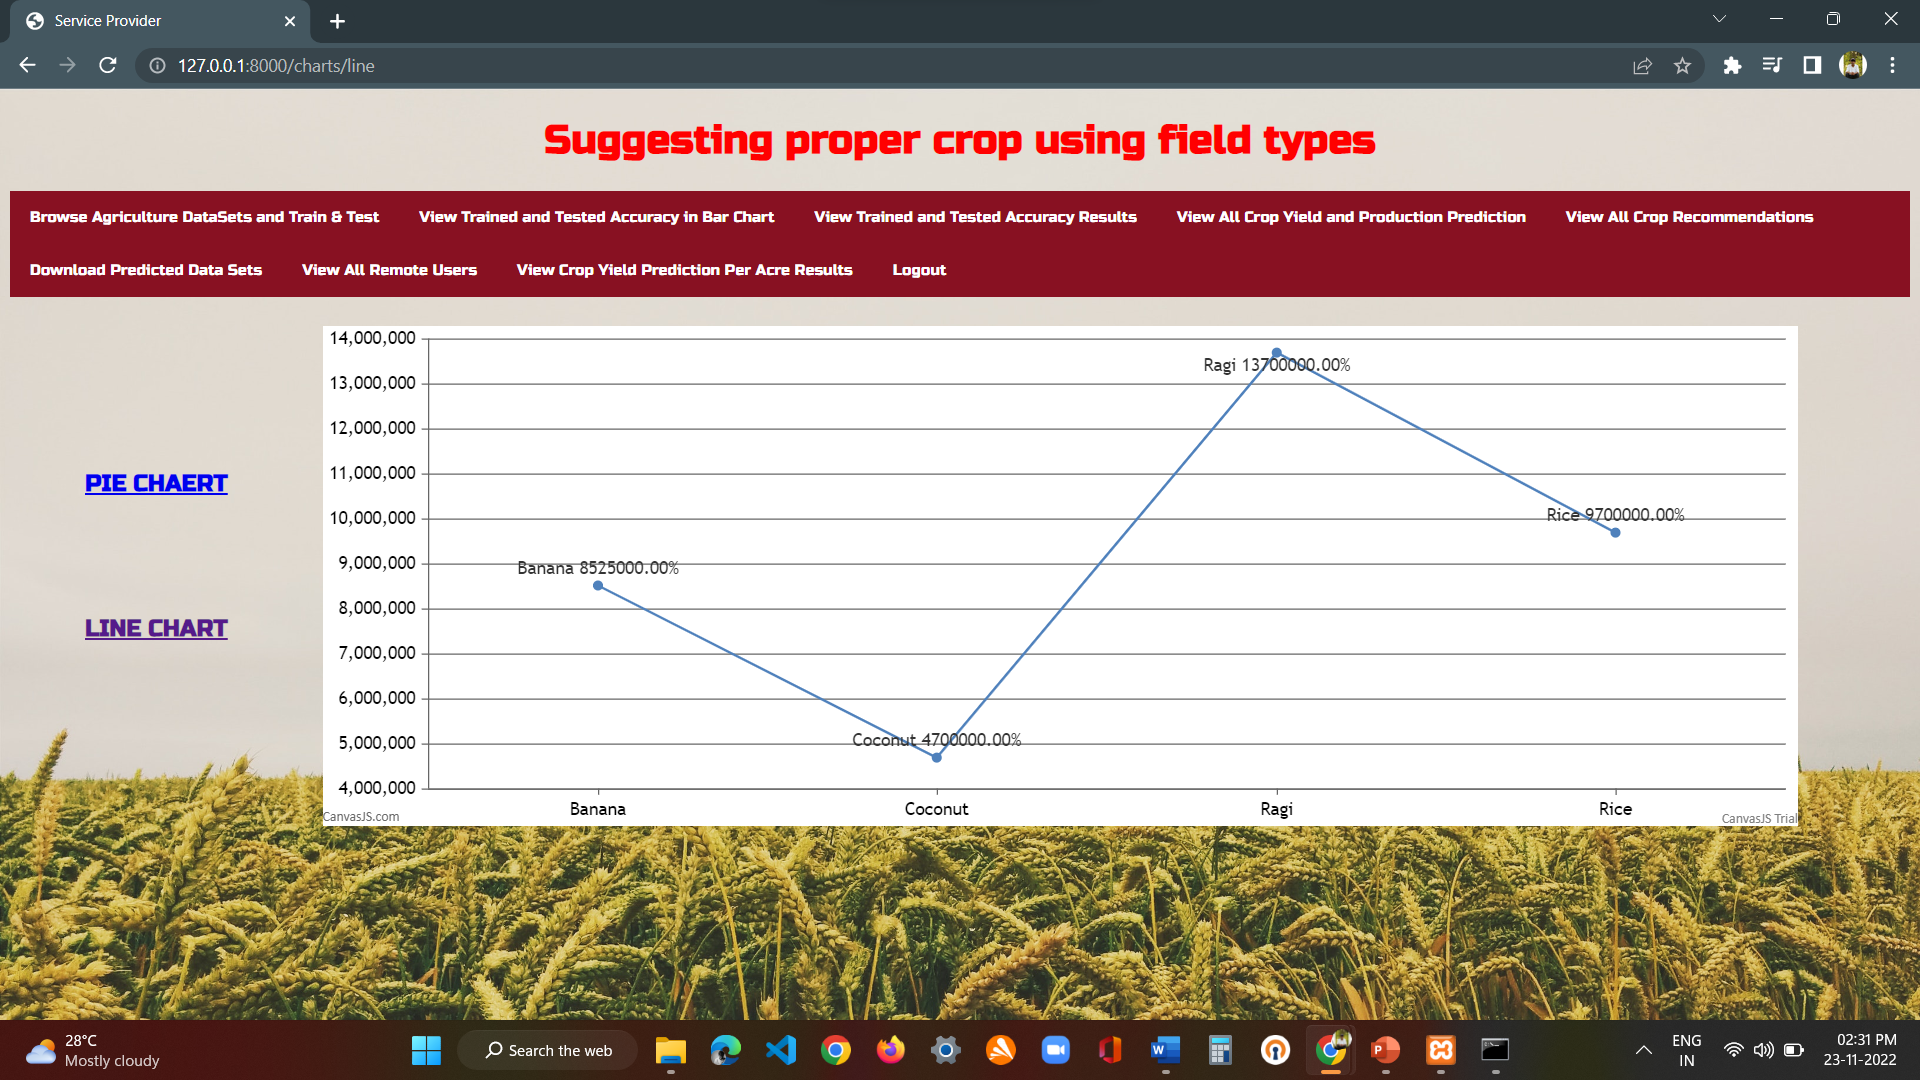 Service Provider
127.0.0.1:8000/charts/line
Suggesting proper crop using field types
Browse Agriculture DataSets and Train & Test View Trained and Tested Accuracy in Bar Chart View Trained and Tested Accuracy Results View All Crop Yield and Production Prediction View All Crop Recommendations
Download Predicted Data Sets View All Remote Users View Crop Yield Prediction Per Acre Results Logout
PIE CHAERT
LINE CHART
14,000,000
13,000,000
12,000,000
11,000,000
10,000,000
9,000,000
8,000,000
7,000,000
6,000,000
5,000,000
4,000,000
Ragi 13700000.00%
Rice 9700000.00%
Banana 8525000.00%
Coconut 4700000.00%
Banana Coconut Ragi Rice
CanvasJS.com CanvasJS Trial
28°C
Mostly cloudy
Search the web
W
P
ENG
IN
02:31 PM
23-11-2022